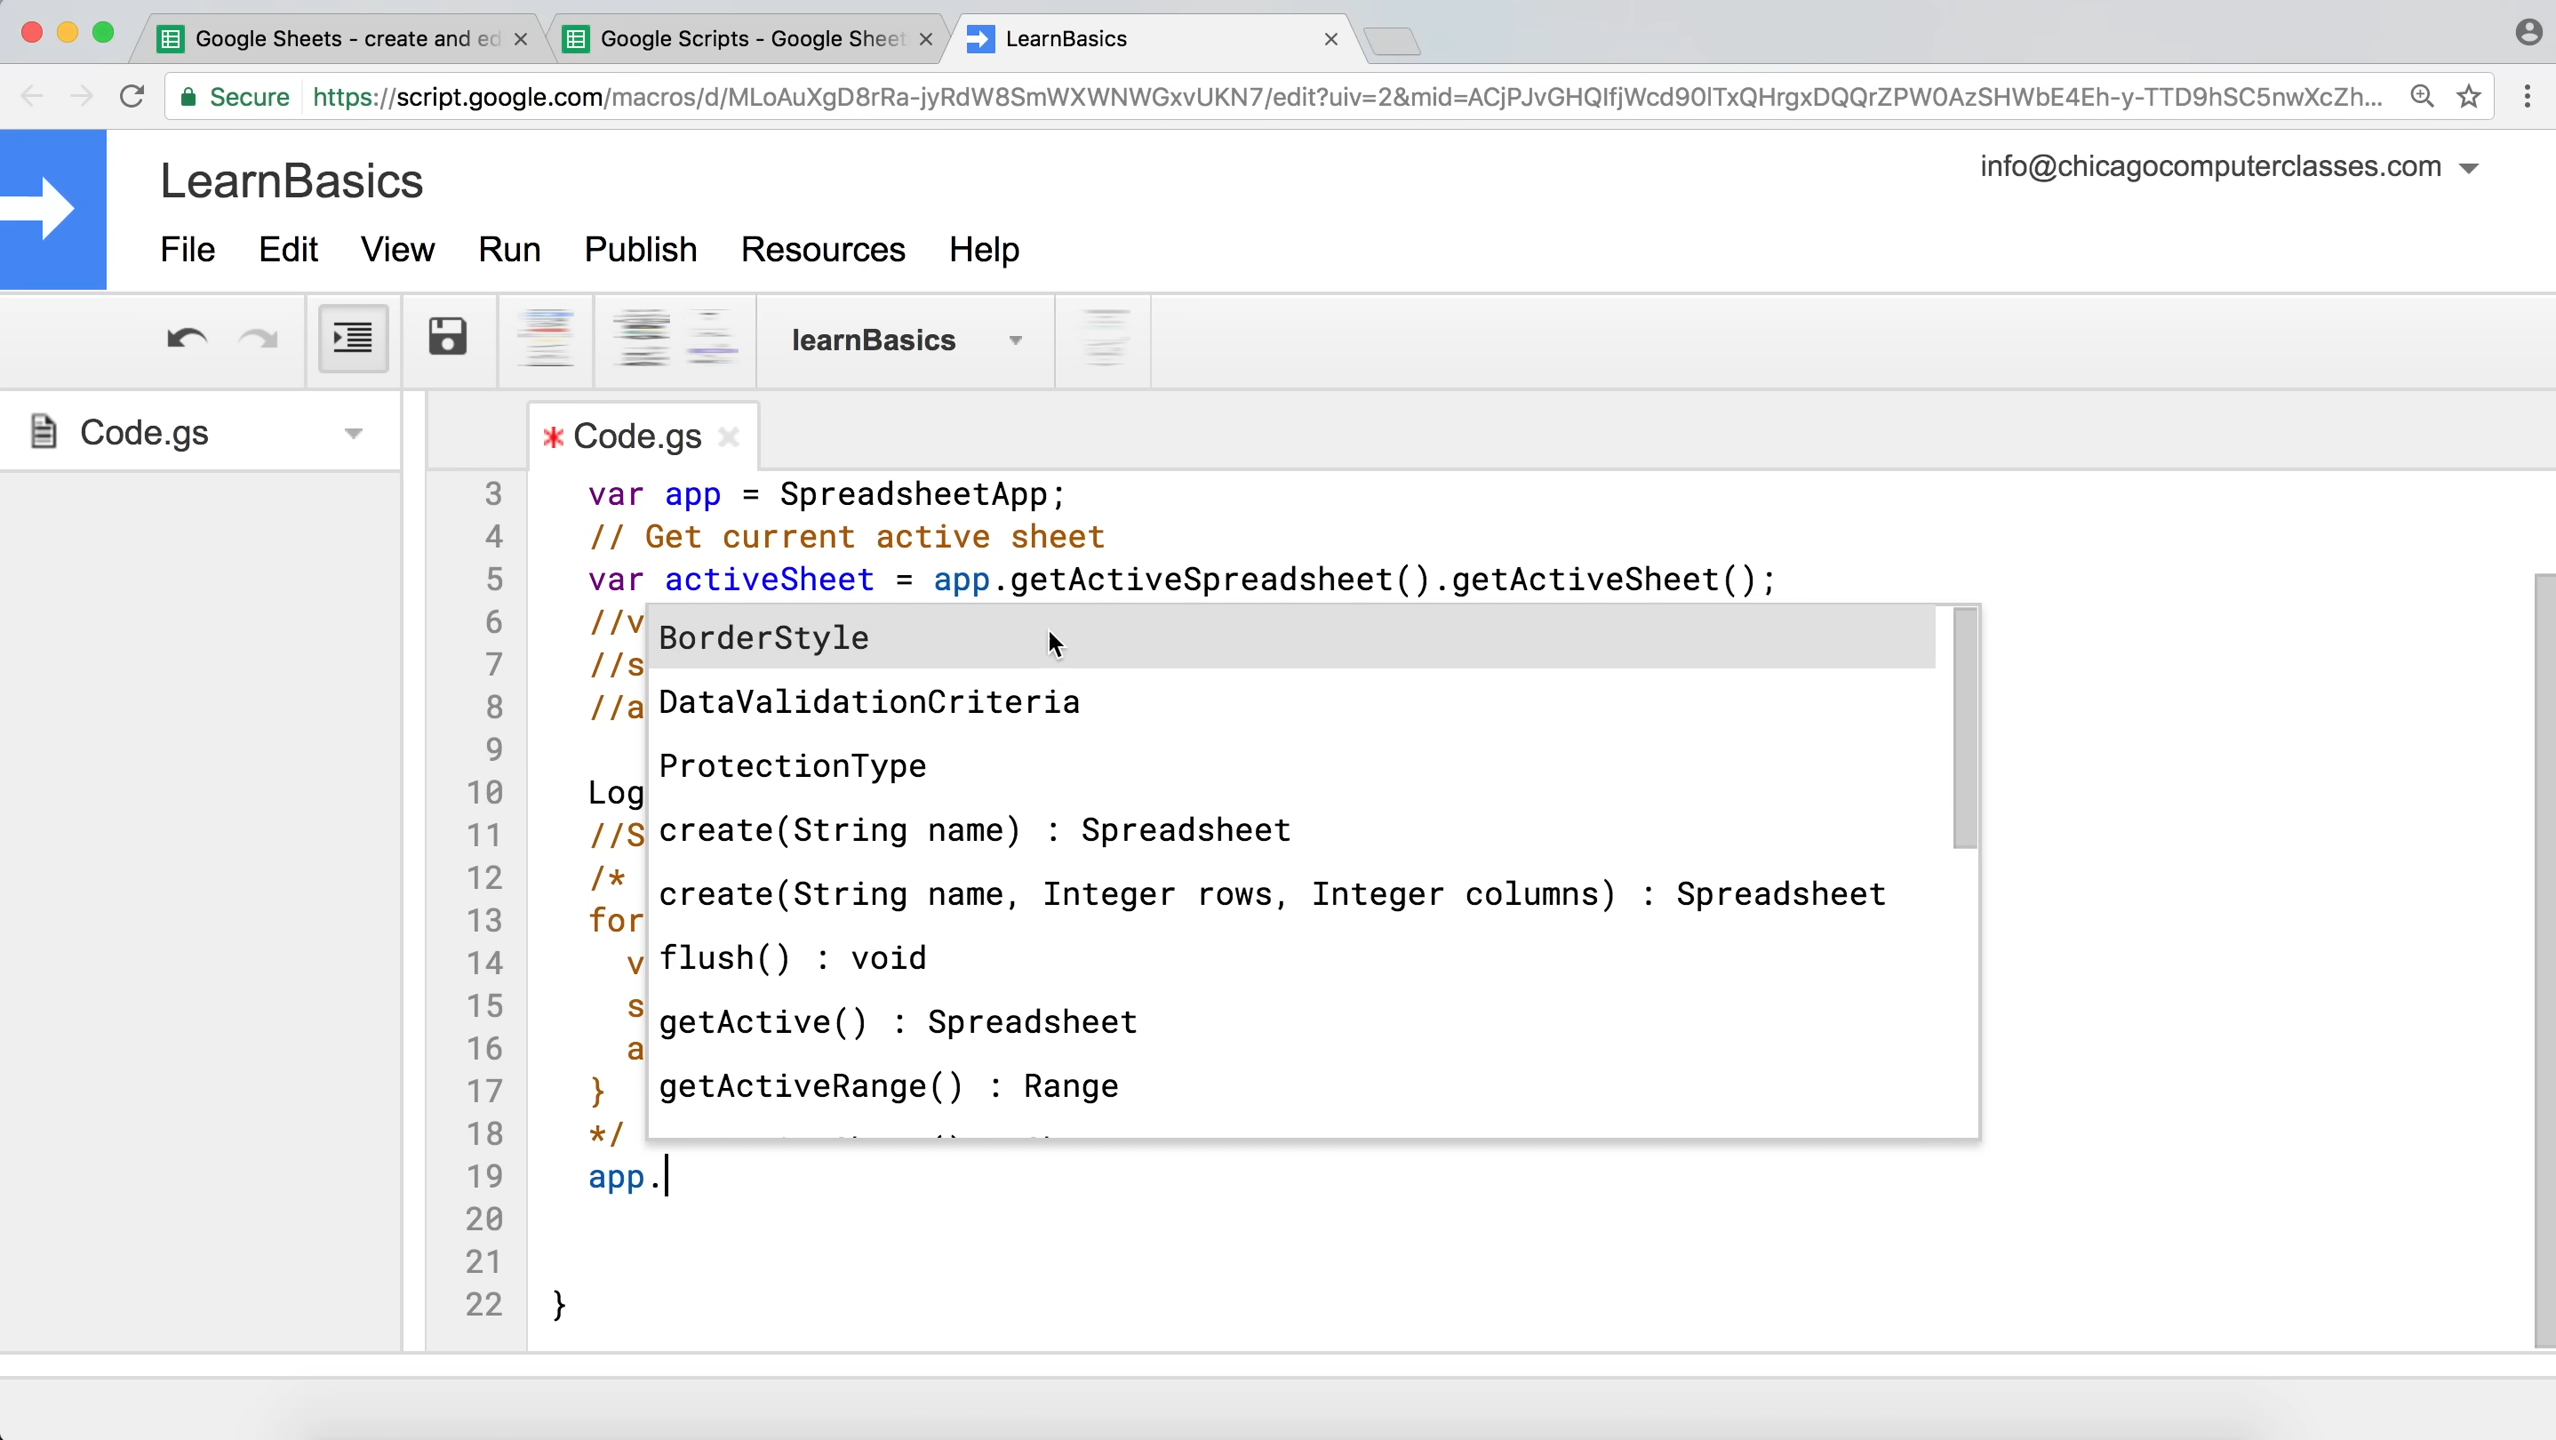 Google Sheets - create and ed
Google Scripts - Google Sheet
LearnBasics
Secure https://script.google.com/macros/d/MLoAuXgD8rRa-jyRdW8SmWXWNWGxvUKN7/edit?uiv=2&mid=ACjPJvGHQIfjWcd90ITxQHrgxDQQrZPW0AzSHWbE4Eh-y-TTD9hSC5nwXcZh...
LearnBasics
info@chicagocomputerclasses.com
File Edit View Run Publish Resources Help
learnBasics
Code.gs
* Code.gs
3 var app = SpreadsheetApp;
4 // Get current active sheet
5 var activeSheet = app.getActiveSpreadsheet().getActiveSheet();
6 //v
BorderStyle
7 //s
8 //a
DataValidationCriteria
9
ProtectionType
10 Log
11 //S
create(String name) : Spreadsheet
12 /*
create(String name, Integer rows, Integer columns) : Spreadsheet
13 for
14 v
flush() : void
15 s
getActive() : Spreadsheet
16 a
17 }
getActiveRange() : Range
18 */
19 app.
20
21
22 }